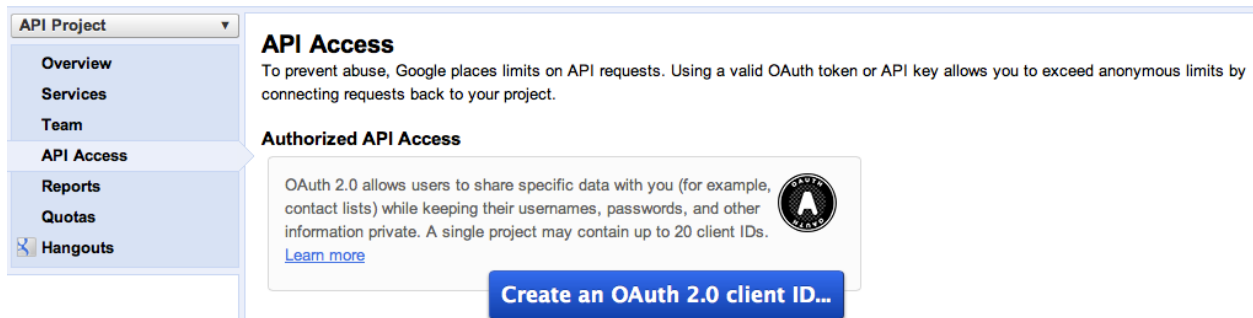 API Project
Overview
Services
Team
API Access
Reports
Quotas
Hangouts
API Access
To prevent abuse, Google places limits on API requests. Using a valid OAuth token or API key allows you to exceed anonymous limits by
connecting requests back to your project.
Authorized API Access
OAuth 2.0 allows users to share specific data with you (for example,
contact lists) while keeping their usernames, passwords, and other
information private. A single project may contain up to 20 client IDs.
Learn more
OAUTH
A
OAUTH
Create an OAuth 2.0 client ID...